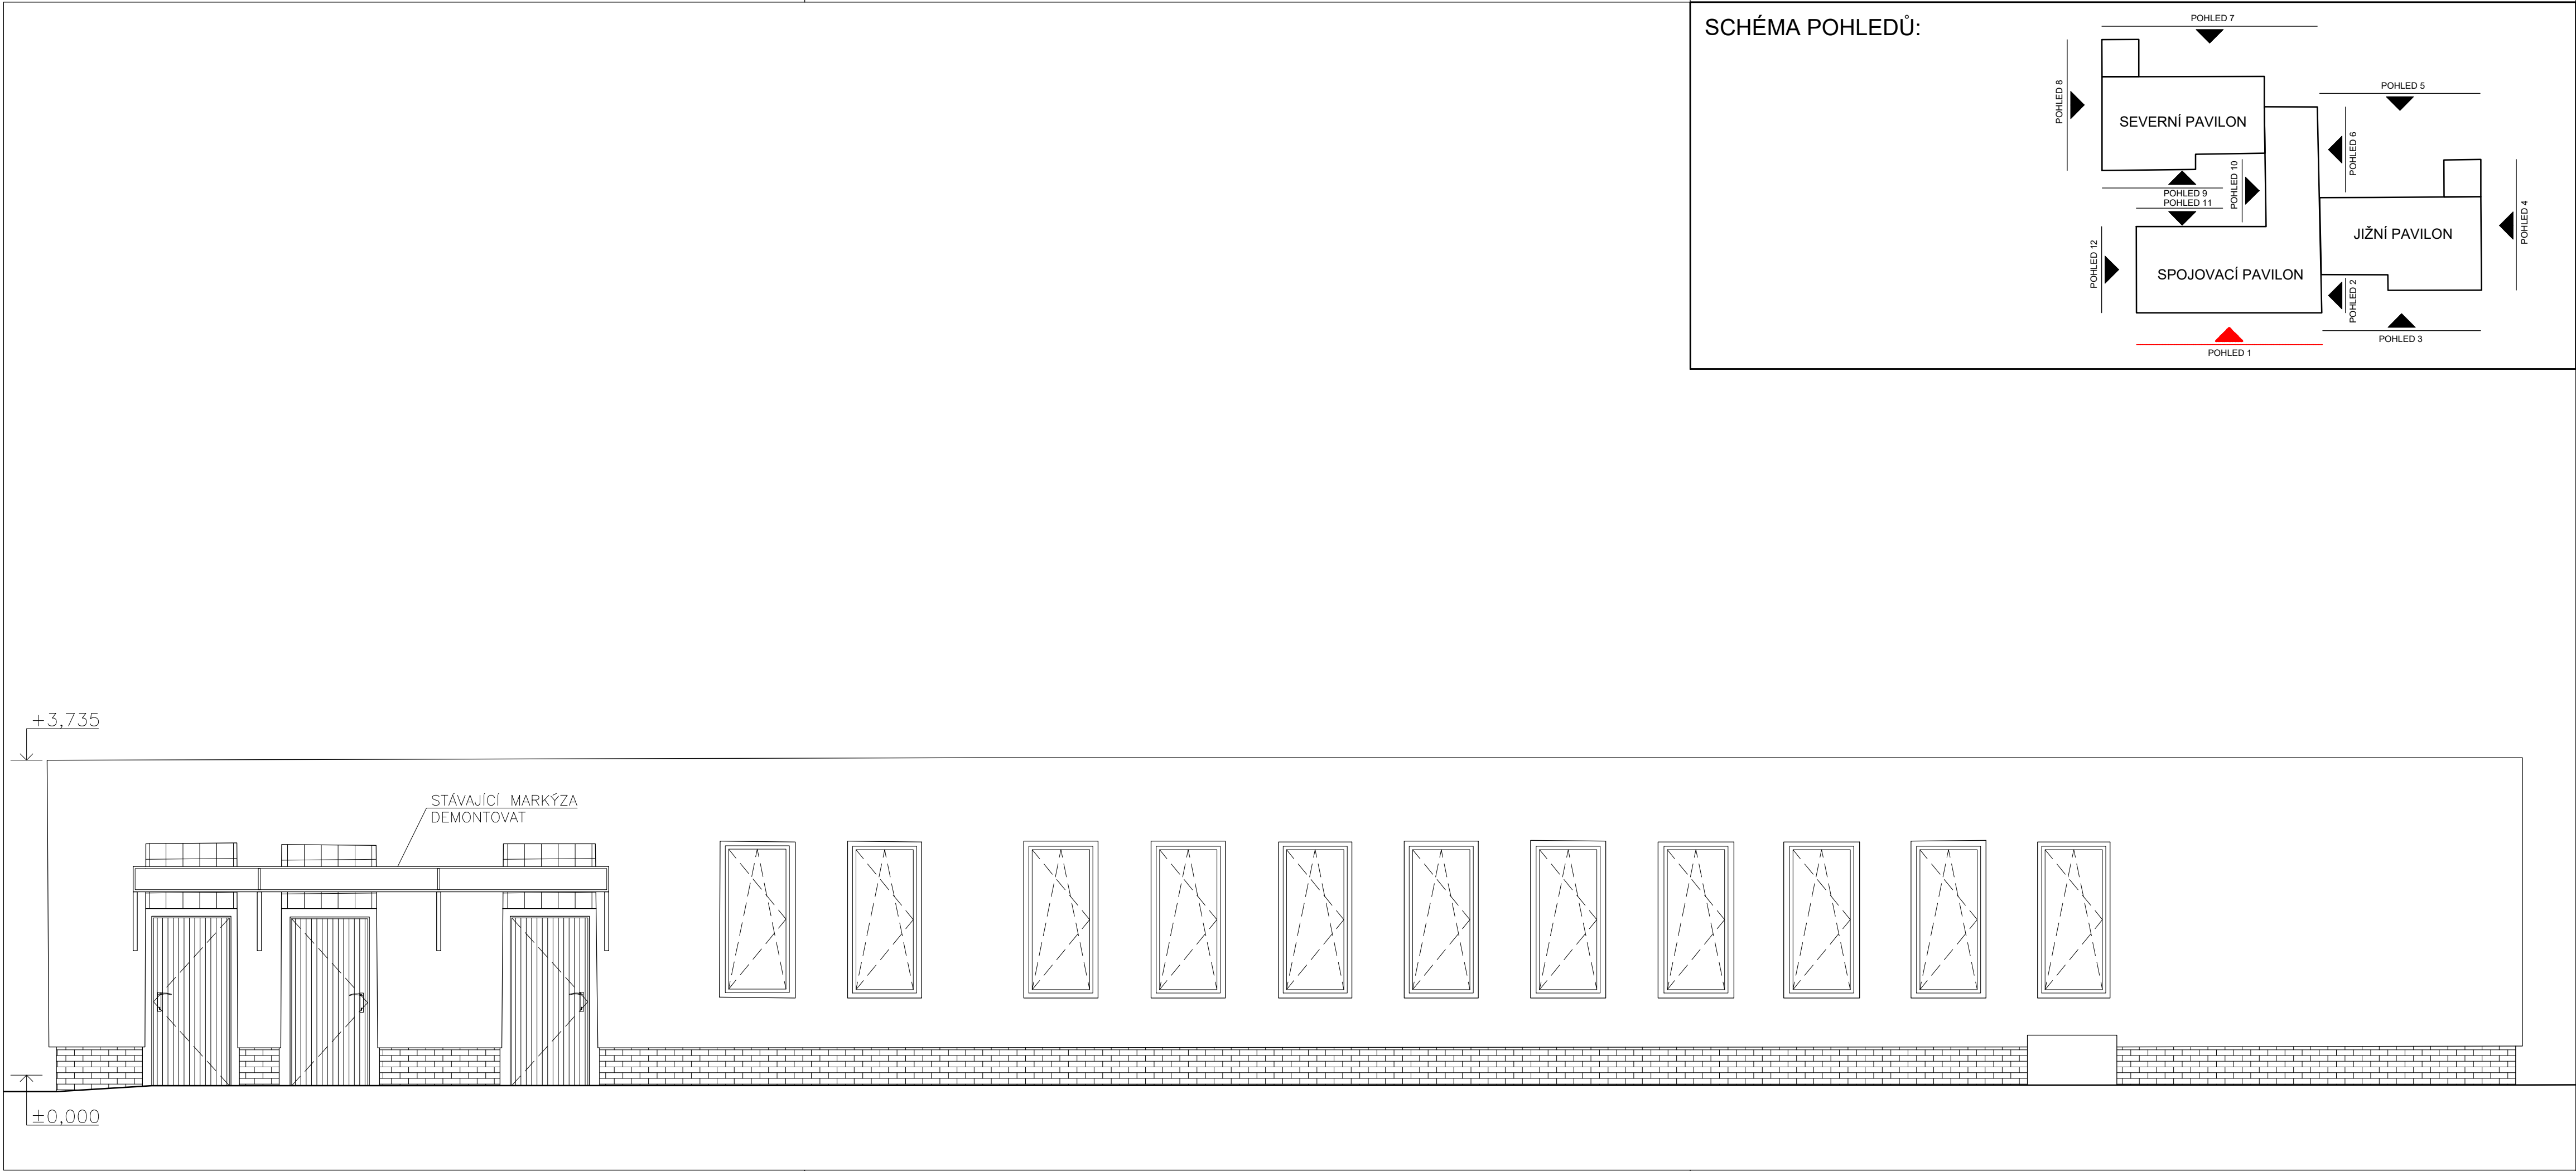 SCHÉMA POHLEDŮ:
POHLED 7
POHLED 8
POHLED 5
SEVERNÍ PAVILON
POHLED 6
POHLED 10
POHLED 9
POHLED 11
POHLED 4
JIŽNÍ PAVILON
POHLED 12
SPOJOVACÍ PAVILON
POHLED 2
POHLED 3
POHLED 1
+3,735
STÁVAJÍCÍ MARKÝZA
DEMONTOVAT
±0,000